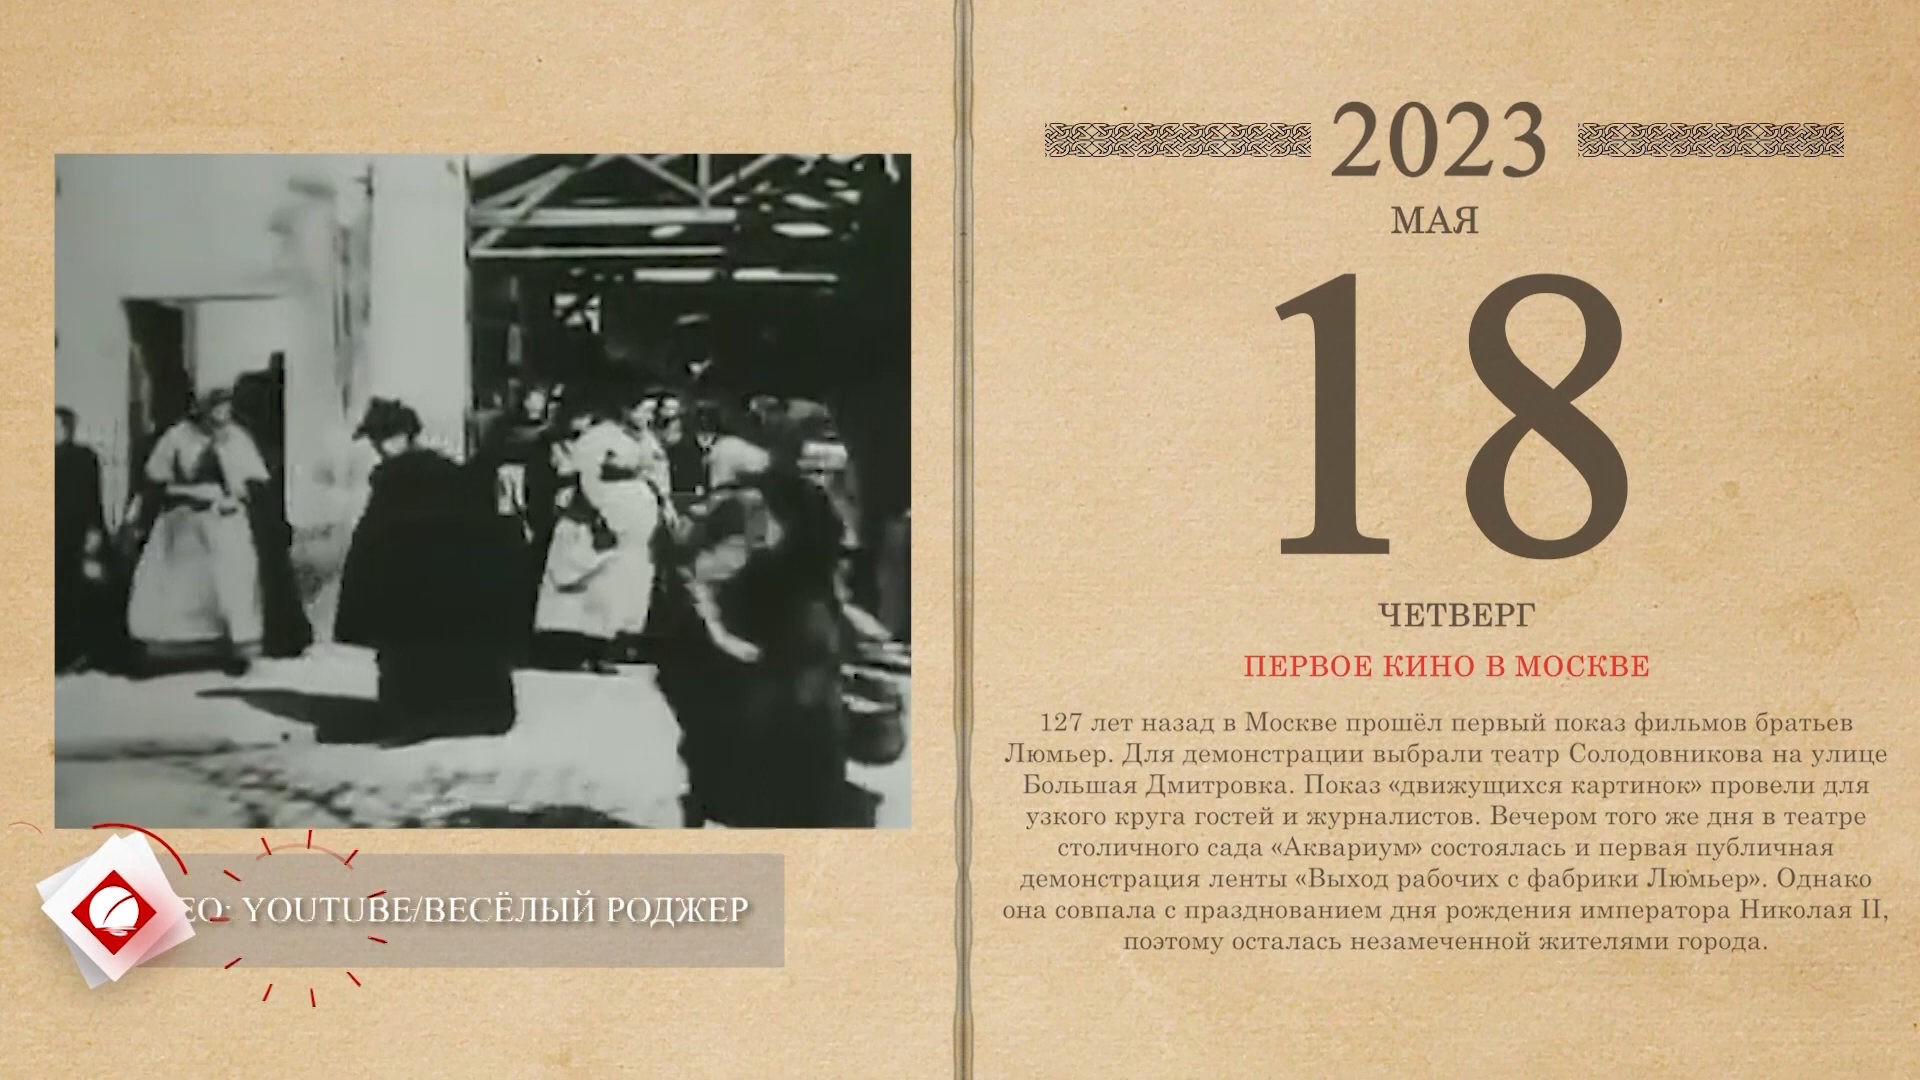 2023
МАЯ
18
ЧЕТВЕРГ
ПЕРВОЕ КИНО В МОСКВЕ
127 лет назад в Москве прошёл первый показ фильмов братьев
Люмьер. Для демонстрации выбрали театр Солодовникова на улице
Большая Дмитровка. Показ «движущихся картинок» провели для
узкого круга гостей и журналистов. Вечером того же дня в театре
столичного сада «Аквариум» состоялась и первая публичная
демонстрация ленты «Выход рабочих с фабрики Люмьер». Однако
она совпала с празднованием дня рождения императора Николая II,
поэтому осталась незамеченной жителями города.
YOUTUBE/ВЕСЁЛЫЙ РОДЖЕР